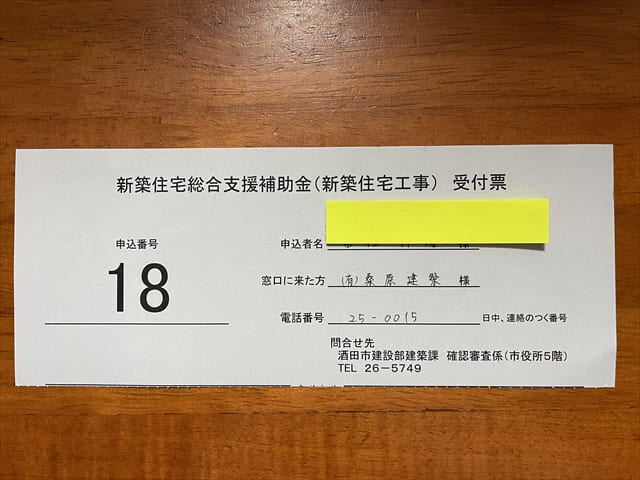 新築住宅総合支援補助金(新築住宅工事) 受付票
申込番号
18
申込者名 様
窓口に来た方 (有)桑原建築 様
電話番号 25-0015 日中、連絡のつく番号
問合せ先
酒田市建設部建築課 確認審査係(市役所5階)
TEL 26-5749